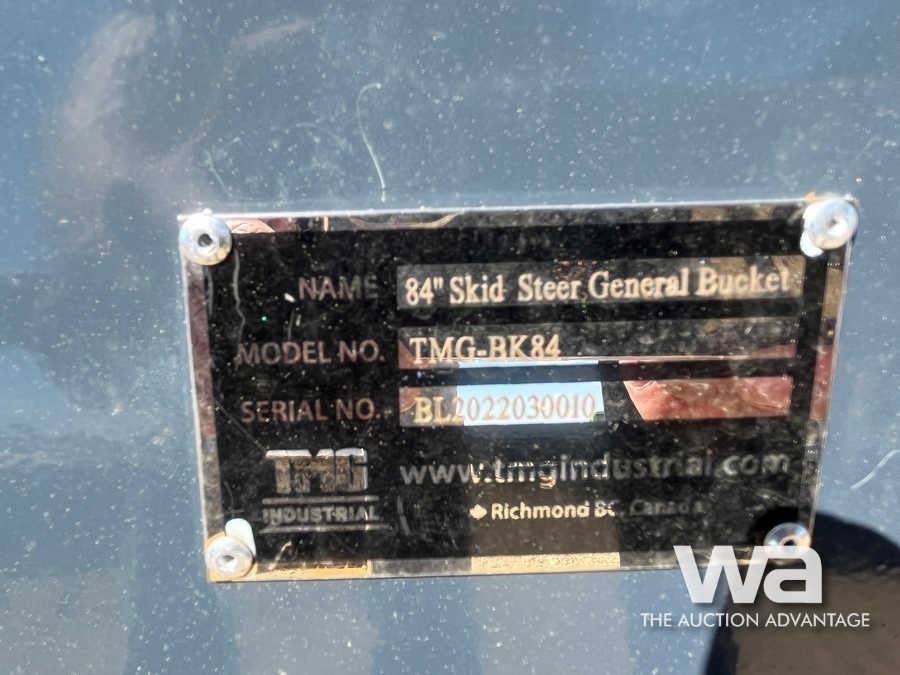 NAME 84" Skid Steer General Bucket
MODEL NO. TMG-BK84
SERIAL NO. BL2022030010
TMG
INDUSTRIAL
www.tmgindustrial.com
Richmond BC, Canada
wa
THE AUCTION ADVANTAGE